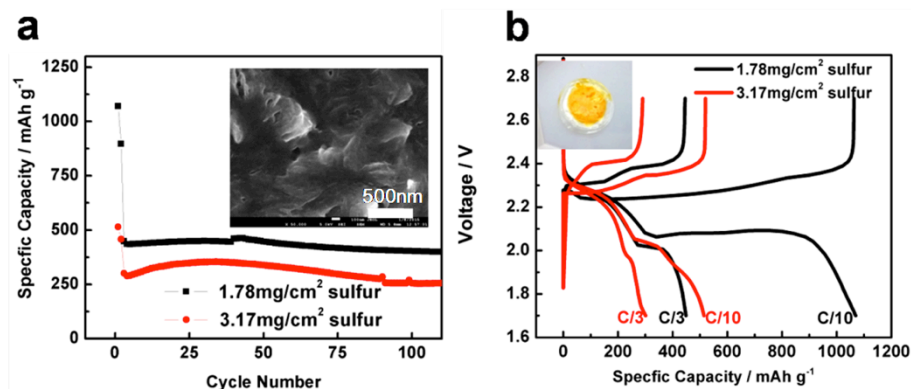 a
Specfic Capacity / mAh g⁻¹
1250
1000
750
500
250
0
0
25
50
75
100
Cycle Number
500nm
1.78mg/cm² sulfur
3.17mg/cm² sulfur
b
Voltage / V
2.8
2.6
2.4
2.2
2.0
1.8
1.6
0
200
400
600
800
1000
1200
Specfic Capacity / mAh g⁻¹
1.78mg/cm² sulfur
3.17mg/cm² sulfur
C/3
C/3
C/10
C/10